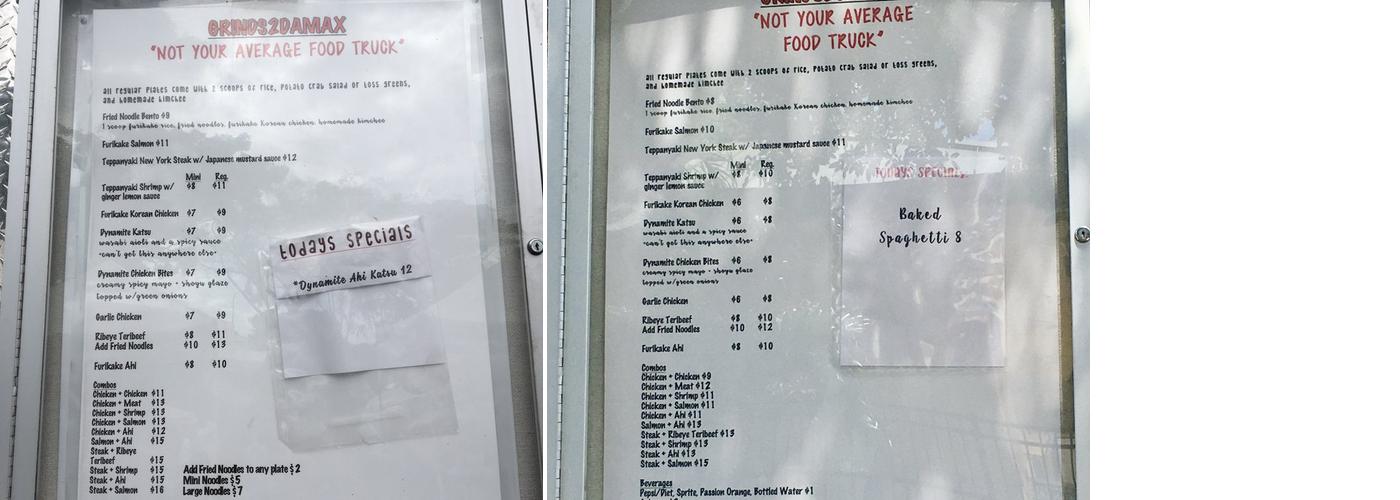 GRINDS2DAMAX
"NOT YOUR AVERAGE FOOD TRUCK"
all regular plates come with 2 scoops of rice, potato crab salad or toss greens,
and homemade kimchee
Fried Noodle Bento $9
1 scoop furikake rice, fried noodles, furikake Korean chicken, homemade kimchee
Furikake Salmon $11
Teppanyaki New York Steak w/ Japanese mustard sauce $12
Mini Reg.
Teppanyaki Shrimp w/ $8 $11
ginger lemon sauce
Furikake Korean Chicken $7 $9
Dynamite Katsu $7 $9
wasabi aioli and a spicy sauce
*can't get this anywhere else*
Dynamite Chicken Bites $7 $9
creamy spicy mayo + shoyu glaze
topped w/green onions
Garlic Chicken $7 $9
Ribeye Teribeef $8 $11
Add Fried Noodles $10 $13
Furikake Ahi $8 $10
Combos
Chicken + Chicken $11
Chicken + Meat $13
Chicken + Shrimp $13
Chicken + Salmon $13
Chicken + Ahi $12
Salmon + Ahi $15
Steak + Ribeye
Teribeef $15
Steak + Shrimp $15
Steak + Ahi $15
Steak + Salmon $16
Add Fried Noodles to any plate $2
Mini Noodles $5
Large Noodles $7
todays specials
*Dynamite Ahi Katsu 12
"NOT YOUR AVERAGE
FOOD TRUCK"
all regular plates come with 2 scoops of rice, potato crab salad or toss greens,
and homemade kimchee
Fried Noodle Bento $8
1 scoop furikake rice, fried noodles, furikake Korean chicken, homemade kimchee
Furikake Salmon $10
Teppanyaki New York Steak w/ Japanese mustard sauce $11
Mini Reg.
Teppanyaki Shrimp w/ $8 $10
ginger lemon sauce
Furikake Korean Chicken $6 $8
Dynamite Katsu $6 $8
wasabi aioli and a spicy sauce
*can't get this anywhere else*
Dynamite Chicken Bites $6 $8
creamy spicy mayo + shoyu glaze
topped w/green onions
Garlic Chicken $6 $8
Ribeye Teribeef $8 $10
Add Fried Noodles $10 $12
Furikake Ahi $8 $10
Combos
Chicken + Chicken $9
Chicken + Meat $12
Chicken + Shrimp $11
Chicken + Salmon $11
Chicken + Ahi $11
Salmon + Ahi $13
Steak + Ribeye Teribeef $13
Steak + Shrimp $13
Steak + Ahi $13
Steak + Salmon $15
Beverages
Pepsi/Diet, Sprite, Passion Orange, Bottled Water $1
todays specials
Baked
Spaghetti 8